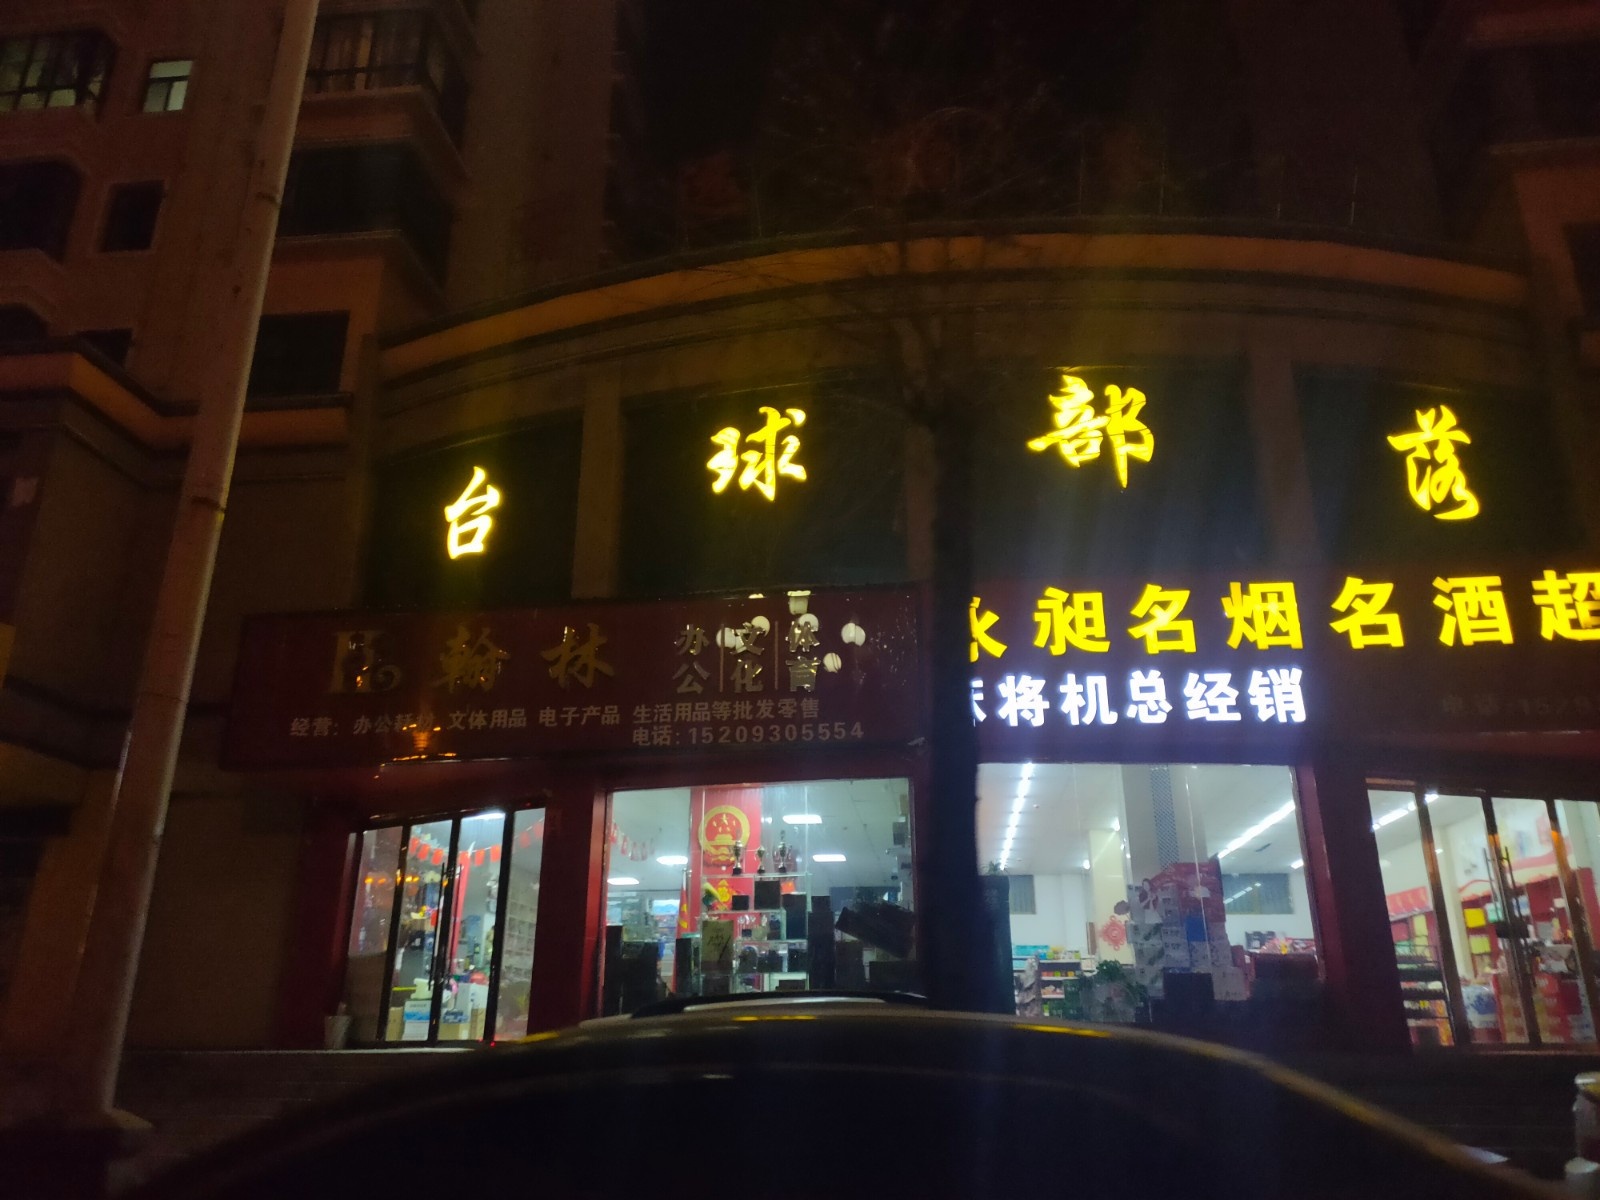 台球部落
翰林 办公 文化 体育
经营：办公耗材 文体用品 电子产品 生活用品等批发零售
电话：15209305554
永昶名烟名酒超
麻将机总经销